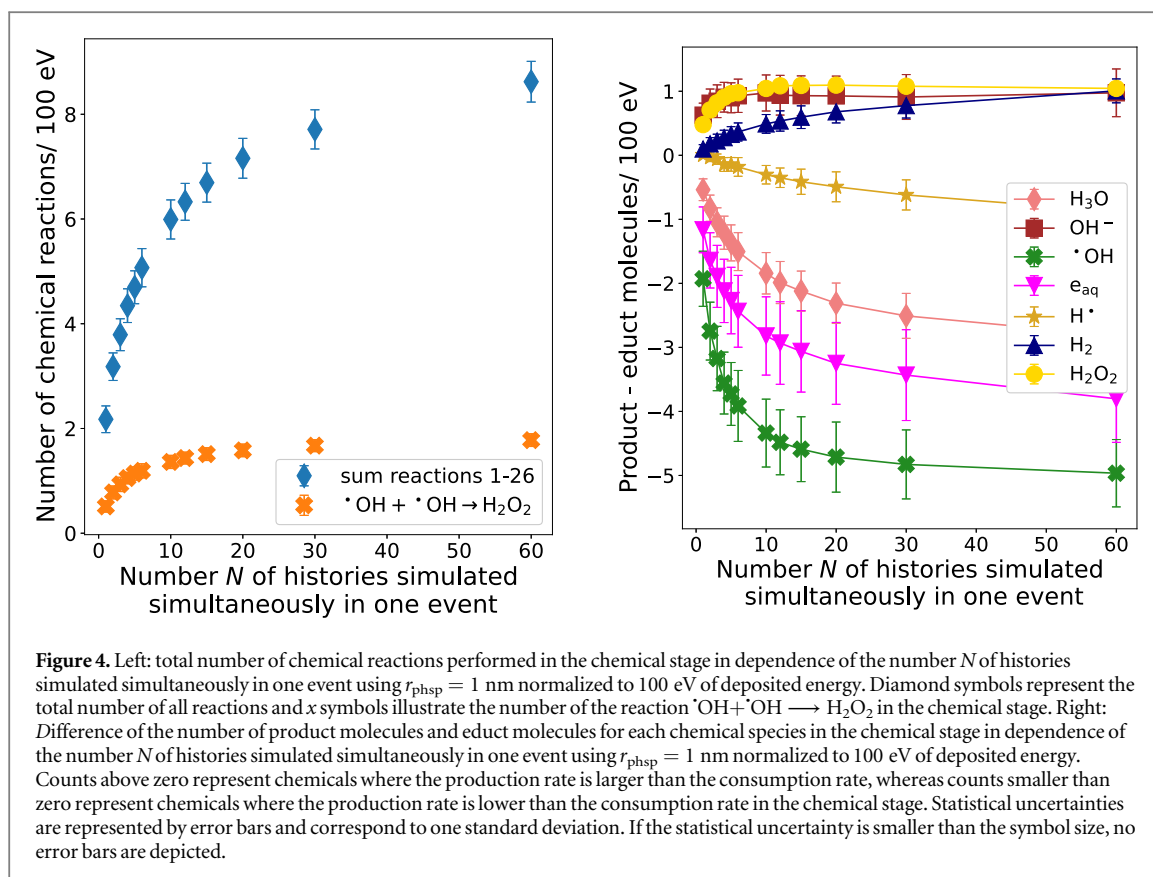 Number of chemical reactions/ 100 eV
8
6
4
2
0
sum reactions 1-26
•OH + •OH → H₂O₂
0 10 20 30 40 50 60
Number N of histories simulated
simultaneously in one event
Product - educt molecules/ 100 eV
1
0
−1
−2
−3
−4
−5
H₃O
OH⁻
•OH
e_aq
H•
H₂
H₂O₂
0 10 20 30 40 50 60
Number N of histories simulated
simultaneously in one event
Figure 4. Left: total number of chemical reactions performed in the chemical stage in dependence of the number N of histories
simulated simultaneously in one event using r_phsp = 1 nm normalized to 100 eV of deposited energy. Diamond symbols represent the
total number of all reactions and x symbols illustrate the number of the reaction •OH+•OH ⟶ H₂O₂ in the chemical stage. Right:
Difference of the number of product molecules and educt molecules for each chemical species in the chemical stage in dependence of
the number N of histories simulated simultaneously in one event using r_phsp = 1 nm normalized to 100 eV of deposited energy.
Counts above zero represent chemicals where the production rate is larger than the consumption rate, whereas counts smaller than
zero represent chemicals where the production rate is lower than the consumption rate in the chemical stage. Statistical uncertainties
are represented by error bars and correspond to one standard deviation. If the statistical uncertainty is smaller than the symbol size, no
error bars are depicted.